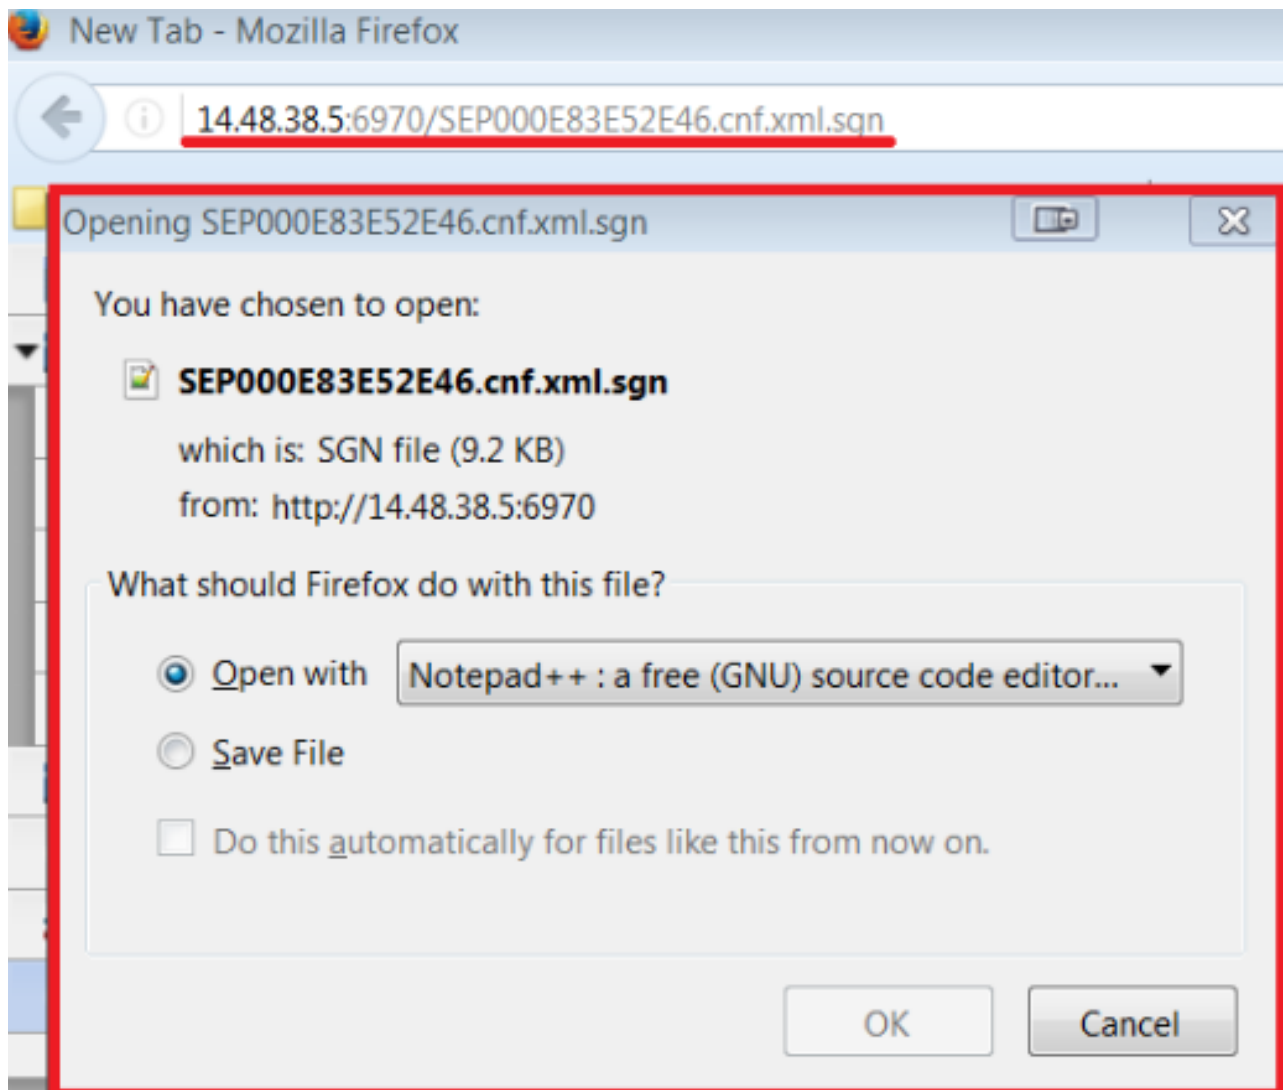 New Tab - Mozilla Firefox
14.48.38.5:6970/SEP000E83E52E46.cnf.xml.sgn
Opening SEP000E83E52E46.cnf.xml.sgn
You have chosen to open:
SEP000E83E52E46.cnf.xml.sgn
which is: SGN file (9.2 KB)
from: http://14.48.38.5:6970
What should Firefox do with this file?
Open with Notepad++ : a free (GNU) source code editor...
Save File
Do this automatically for files like this from now on.
OK Cancel